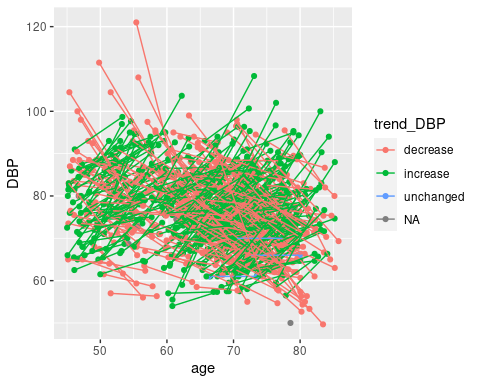 120
100
80
60
DBP
50
60
70
80
age
trend_DBP
decrease
increase
unchanged
NA